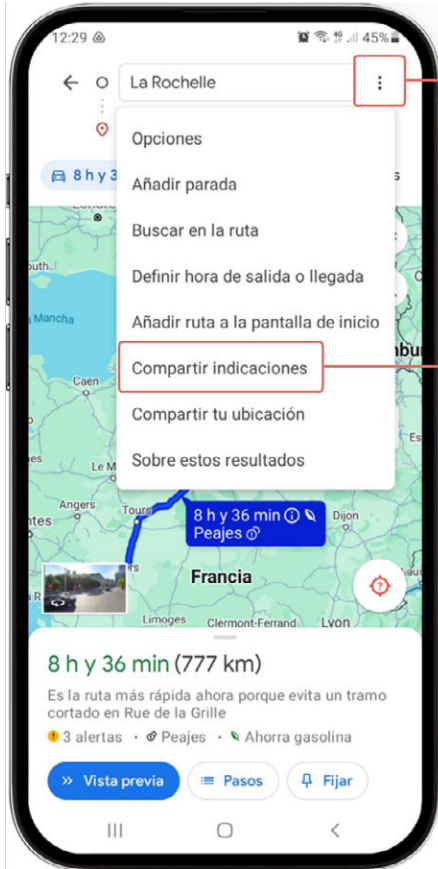 12:29
45%
La Rochelle
Opciones
8 h y 3
s
Añadir parada
Buscar en la ruta
Definir hora de salida o llegada
Mancha
Añadir ruta a la pantalla de inicio
Compartir indicaciones
Caen
Compartir tu ubicación
Es
Le M
Sobre estos resultados
Angers
Tours
8 h y 36 min
Dijon
ntes
Peajes
Francia
Limoges
Clermont-Ferrand
Lyon
8 h y 36 min (777 km)
Es la ruta más rápida ahora porque evita un tramo
cortado en Rue de la Grille
3 alertas · Peajes · Ahorra gasolina
» Vista previa
Pasos
Fijar